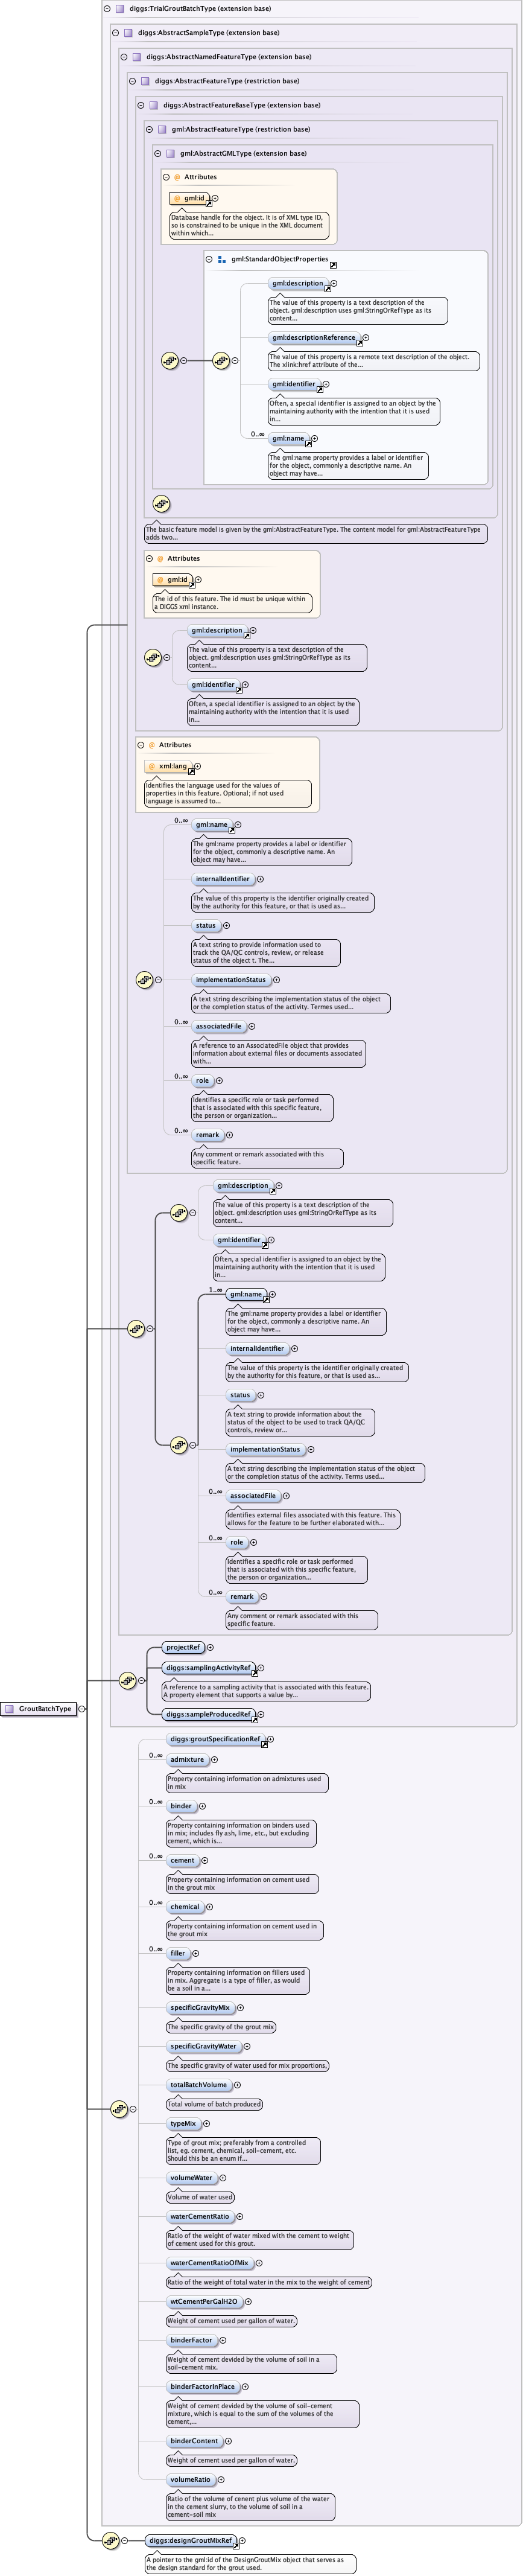 diggs:TrialGroutBatchType (extension base)
diggs:AbstractSampleType (extension base)
diggs:AbstractNamedFeatureType (extension base)
diggs:AbstractFeatureType (restriction base)
diggs:AbstractFeatureBaseType (extension base)
gml:AbstractFeatureType (restriction base)
gml:AbstractGMLType (extension base)
@ Attributes
@ gml:id
Database handle for the object. It is of XML type ID,
so is constrained to be unique in the XML document
within which...
gml:StandardObjectProperties
gml:description
The value of this property is a text description of the
object. gml:description uses gml:StringOrRefType as its
content...
gml:descriptionReference
The value of this property is a remote text description of the object.
The xlink:href attribute of the...
gml:identifier
Often, a special identifier is assigned to an object by the
maintaining authority with the intention that it is used
in...
0..∞
gml:name
The gml:name property provides a label or identifier
for the object, commonly a descriptive name. An
object may have...
The basic feature model is given by the gml:AbstractFeatureType. The content model for gml:AbstractFeatureType
adds two...
@ Attributes
@ gml:id
The id of this feature. The id must be unique within
a DIGGS xml instance.
gml:description
The value of this property is a text description of the
object. gml:description uses gml:StringOrRefType as its
content...
gml:identifier
Often, a special identifier is assigned to an object by the
maintaining authority with the intention that it is used
in...
@ Attributes
@ xml:lang
Identifies the language used for the values of
properties in this feature. Optional; if not used
language is assumed to...
0..∞
gml:name
The gml:name property provides a label or identifier
for the object, commonly a descriptive name. An
object may have...
internalIdentifier
The value of this property is the identifier originally created
by the authority for this feature, or that is used as...
status
A text string to provide information used to
track the QA/QC controls, review, or release
status of the object t. The...
implementationStatus
A text string describing the implementation status of the object
or the completion status of the activity. Termes used...
0..∞
associatedFile
A reference to an AssociatedFile object that provides
information about external files or documents associated
with...
0..∞
role
Identifies a specific role or task performed
that is associated with this specific feature,
the person or organization...
0..∞
remark
Any comment or remark associated with this
specific feature.
gml:description
The value of this property is a text description of the
object. gml:description uses gml:StringOrRefType as its
content...
gml:identifier
Often, a special identifier is assigned to an object by the
maintaining authority with the intention that it is used
in...
1..∞
gml:name
The gml:name property provides a label or identifier
for the object, commonly a descriptive name. An
object may have...
internalIdentifier
The value of this property is the identifier originally created
by the authority for this feature, or that is used as...
status
A text string to provide information about the
status of the object to be used to track QA/QC
controls, review or...
implementationStatus
A text string describing the implementation status of the object
or the completion status of the activity. Terms used...
0..∞
associatedFile
Identifies external files associated with this feature. This
allows for the feature to be further elaborated with...
0..∞
role
Identifies a specific role or task performed
that is associated with this specific feature,
the person or organization...
0..∞
remark
Any comment or remark associated with this
specific feature.
projectRef
diggs:samplingActivityRef
A reference to a sampling activity that is associated with this feature.
A property element that supports a value by...
diggs:sampleProducedRef
GroutBatchType
diggs:groutSpecificationRef
0..∞
admixture
Property containing information on admixtures used
in mix
0..∞
binder
Property containing information on binders used
in mix; includes fly ash, lime, etc., but excluding
cement, which is...
0..∞
cement
Property containing information on cement used
in the grout mix
0..∞
chemical
Property containing information on cement used in
the grout mix
0..∞
filler
Property containing information on fillers used
in mix. Aggregate is a type of filler, as would
be a soil in a...
specificGravityMix
The specific gravity of the grout mix
specificGravityWater
The specific gravity of water used for mix proportions,
totalBatchVolume
Total volume of batch produced
typeMix
Type of grout mix; preferably from a controlled
list, eg. cement, chemical, soil-cement, etc.
Should this be an enum if...
volumeWater
Volume of water used
waterCementRatio
Ratio of the weight of water mixed with the cement to weight
of cement used for this grout.
waterCementRatioOfMix
Ratio of the weight of total water in the mix to the weight of cement
wtCementPerGalH2O
Weight of cement used per gallon of water.
binderFactor
Weight of cement devided by the volume of soil in a
soil-cement mix.
binderFactorInPlace
Weight of cement devided by the volume of soil-cement
mixture, which is equal to the sum of the volumes of the
cement,...
binderContent
Weight of cement used per gallon of water.
volumeRatio
Ratio of the volume of cenent plus volume of the water
in the cement slurry, to the volume of soil in a
cement-soil mix
diggs:designGroutMixRef
A pointer to the gml:id of the DesignGroutMix object that serves as
the design standard for the grout used.